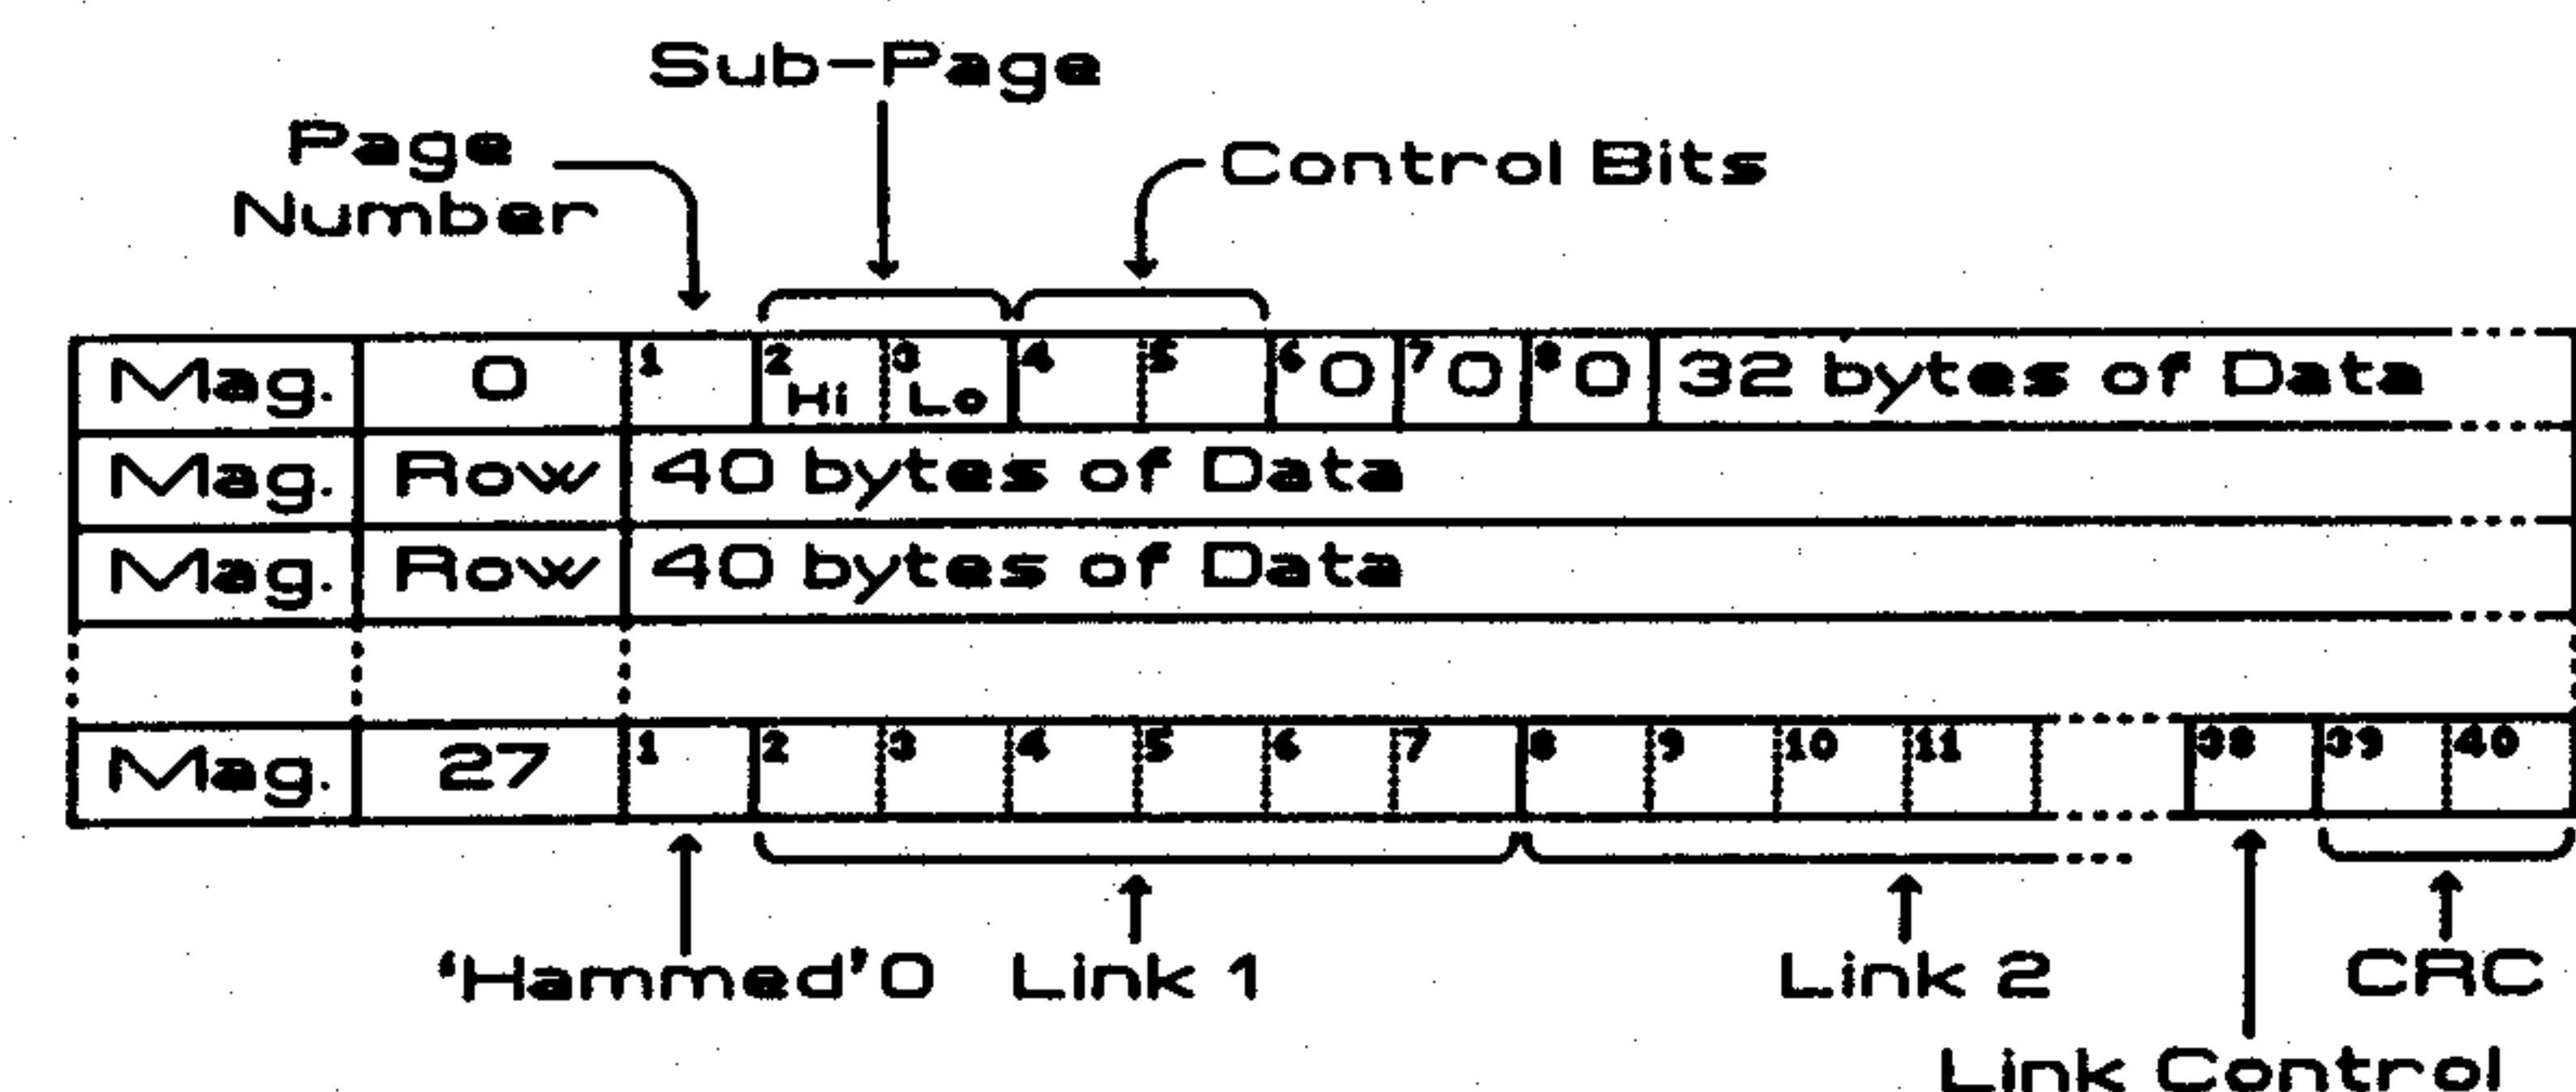 Sub-Page
Page
Number
Control Bits
Mag. 0 1 2 Hi 3 Lo 4 5 6 0 7 0 8 0 32 bytes of Data
Mag. Row 40 bytes of Data
Mag. Row 40 bytes of Data
Mag. 27 1 2 3 4 5 6 7 8 9 10 11 38 39 40
'Hammed'0 Link 1 Link 2 CRC
Link Control